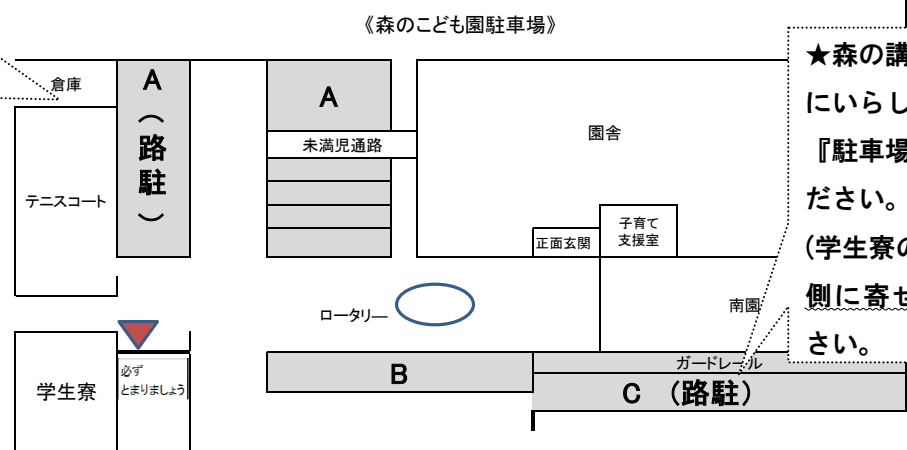 《森のこども園駐車場》
倉庫
A
（路駐）
A
未満児通路
園舎
テニスコート
正面玄関
子育て
支援室
ロータリ―
南園
ガードレール
B
C （路駐）
学生寮
必ず
とまりましょう
★森の講
にいらし
『駐車場
ださい。
(学生寮の
側に寄せ
さい。